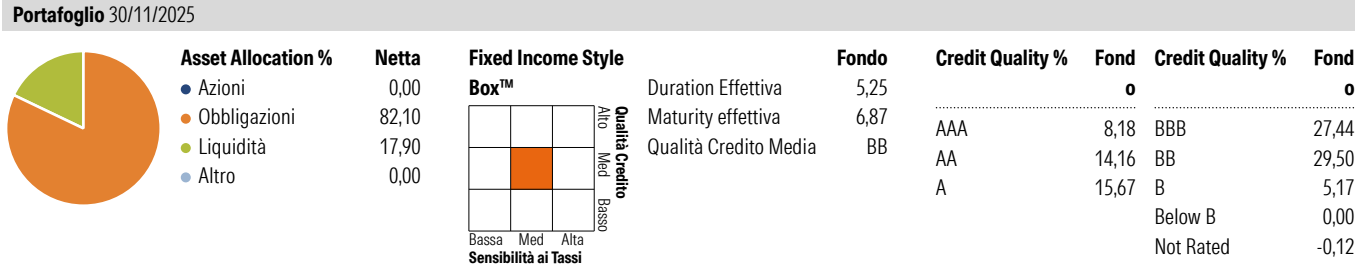 Portafoglio 30/11/2025
Asset Allocation % Netta
Azioni 0,00
Obbligazioni 82,10
Liquidità 17,90
Altro 0,00
Fixed Income Style Box™ Fondo
Alto Med Basso
Qualità Credito
Bassa Med Alta
Sensibilità ai Tassi
Duration Effettiva 5,25
Maturity effettiva 6,87
Qualità Credito Media BB
Credit Quality % Fond
o
AAA 8,18
AA 14,16
A 15,67
Credit Quality % Fond
o
BBB 27,44
BB 29,50
B 5,17
Below B 0,00
Not Rated -0,12